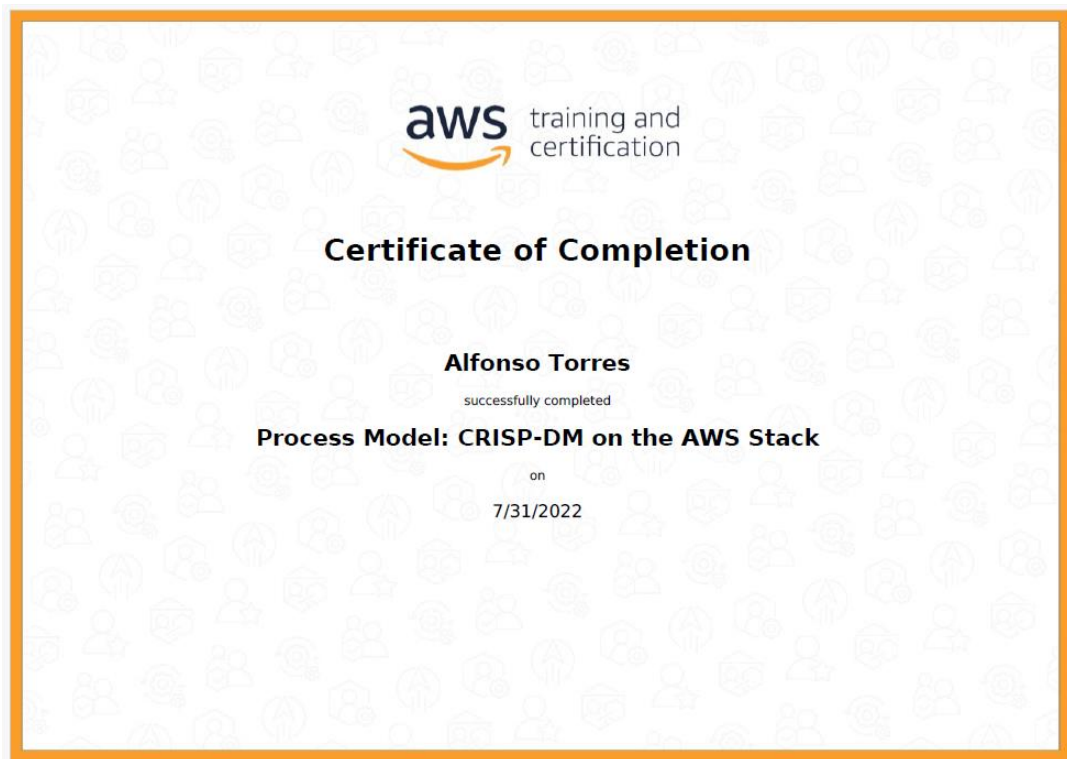 aws training and
certification
Certificate of Completion
Alfonso Torres
successfully completed
Process Model: CRISP-DM on the AWS Stack
on
7/31/2022